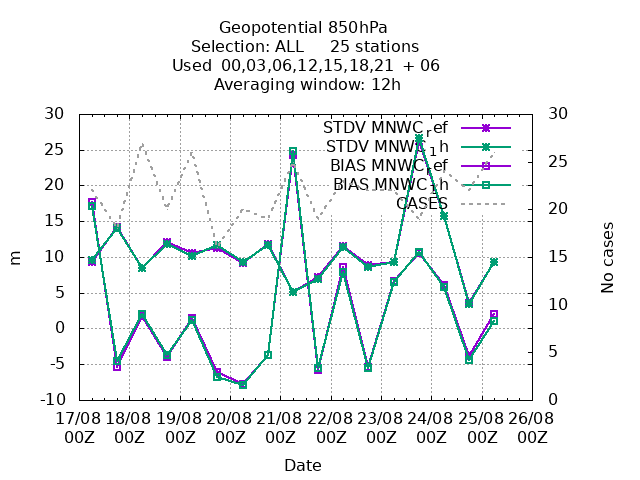 Geopotential 850hPa
Selection: ALL 25 stations
Used 00,03,06,12,15,18,21 + 06
Averaging window: 12h
STDV MNWC_ref
STDV MNWC_1h
BIAS MNWC_ref
BIAS MNWC_1h
CASES
30
25
20
15
10
5
0
-5
-10
m
30
25
20
15
10
5
0
No cases
17/08 18/08 19/08 20/08 21/08 22/08 23/08 24/08 25/08 26/08
00Z 00Z 00Z 00Z 00Z 00Z 00Z 00Z 00Z 00Z
Date